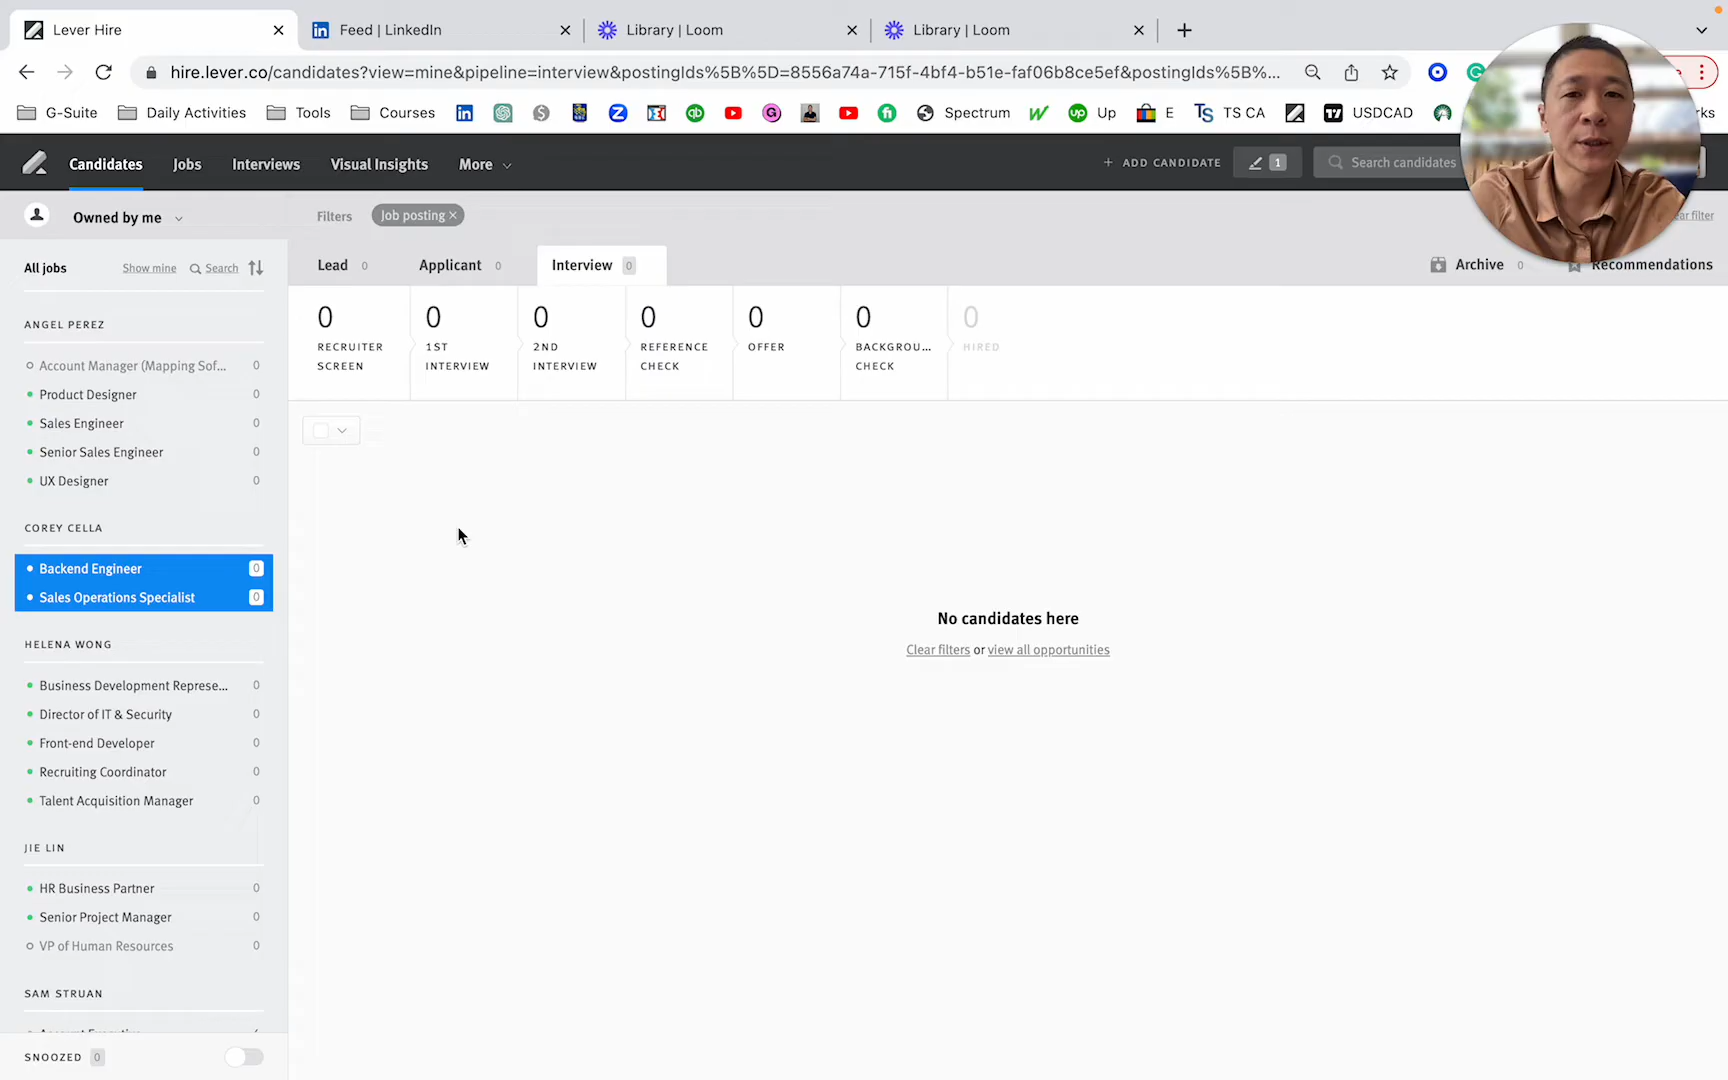 Lever Hire
Feed | LinkedIn
Library | Loom
Library | Loom
hire.lever.co/candidates?view=mine&pipeline=interview&postingIds%5B%5D=8556a74a-715f-4bf4-b51e-faf06b8ce5ef&postingIds%5B%...
G-Suite
Daily Activities
Tools
Courses
Spectrum
Up
E
TS CA
USDCAD
Candidates
Jobs
Interviews
Visual Insights
More
+ ADD CANDIDATE
1
Search candidates
Owned by me
Filters
Job posting
All jobs
Show mine
Search
Lead 0
Applicant 0
Interview 0
Archive 0
Recommendations
0
RECRUITER
SCREEN
0
1ST
INTERVIEW
0
2ND
INTERVIEW
0
REFERENCE
CHECK
0
OFFER
0
BACKGROU...
CHECK
0
HIRED
ANGEL PEREZ
Account Manager (Mapping Sof... 0
Product Designer 0
Sales Engineer 0
Senior Sales Engineer 0
UX Designer 0
COREY CELLA
Backend Engineer 0
Sales Operations Specialist 0
HELENA WONG
Business Development Represe... 0
Director of IT & Security 0
Front-end Developer 0
Recruiting Coordinator 0
Talent Acquisition Manager 0
JIE LIN
HR Business Partner 0
Senior Project Manager 0
VP of Human Resources 0
SAM STRUAN
SNOOZED 0
No candidates here
Clear filters or view all opportunities